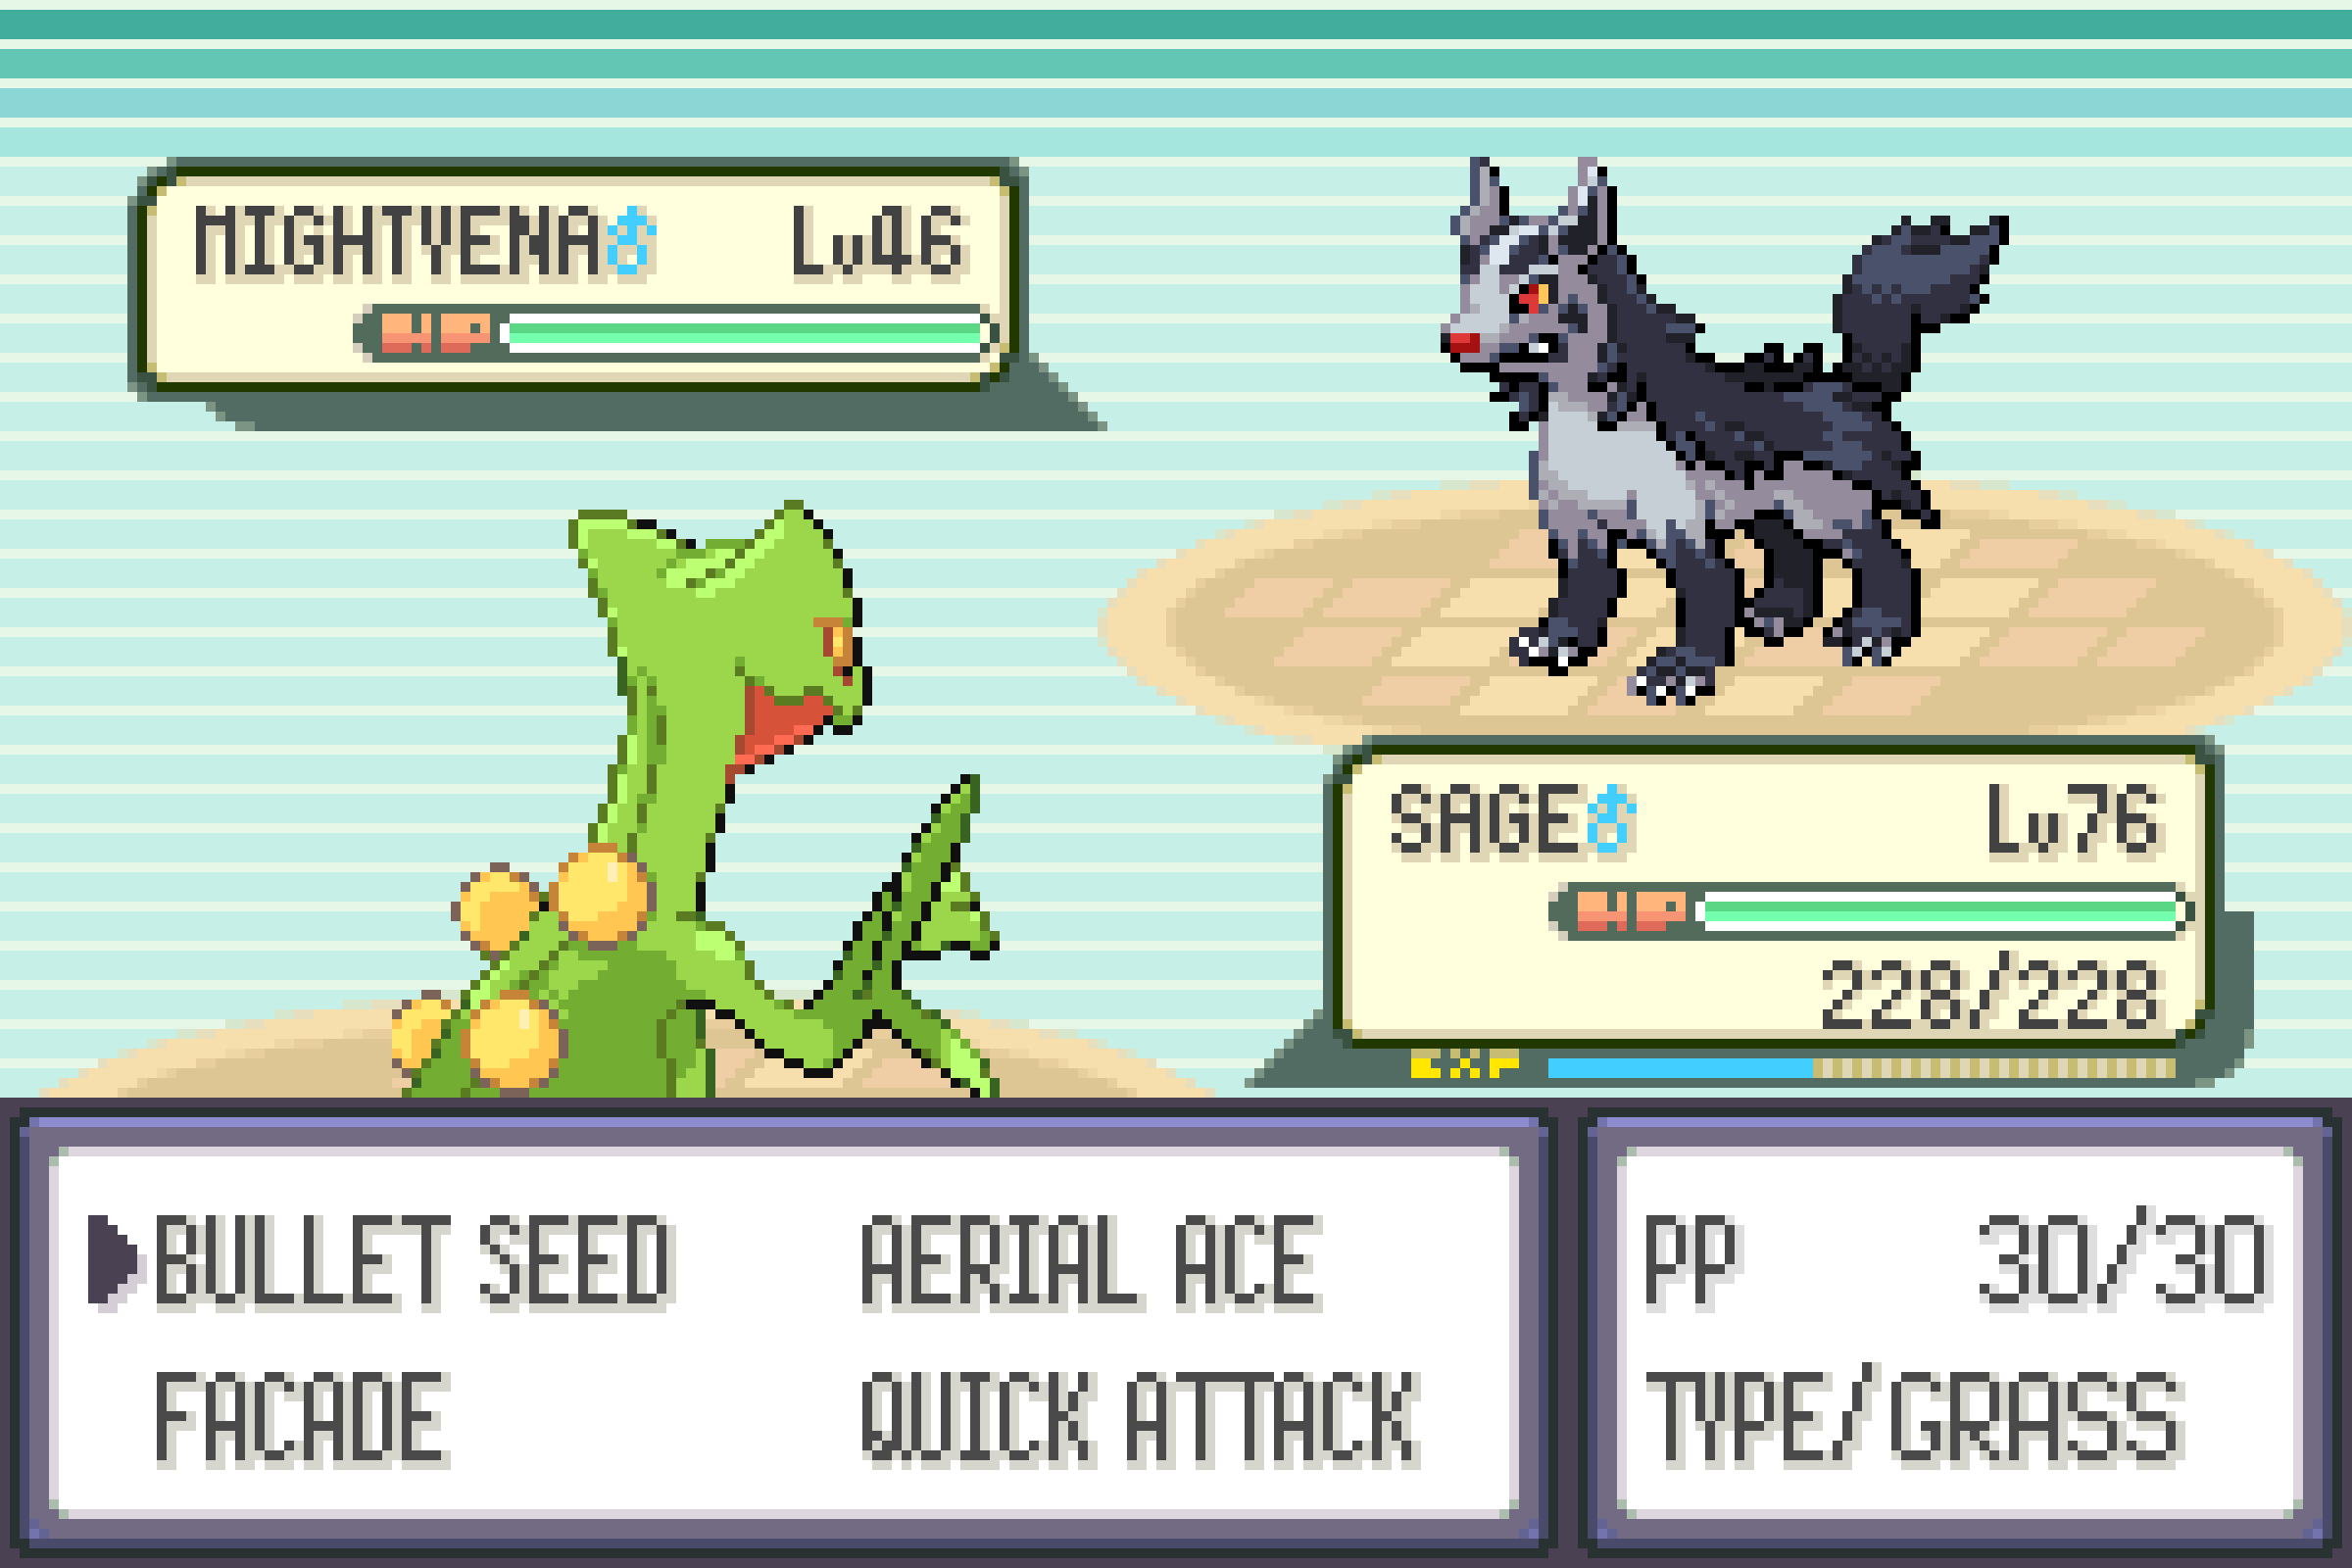 MIGHTYENA♂ Lv46
HP
SAGE♂ Lv76
HP
228/228
EXP
BULLET SEED AERIAL ACE
FACADE QUICK ATTACK
PP 30/30
TYPE/GRASS